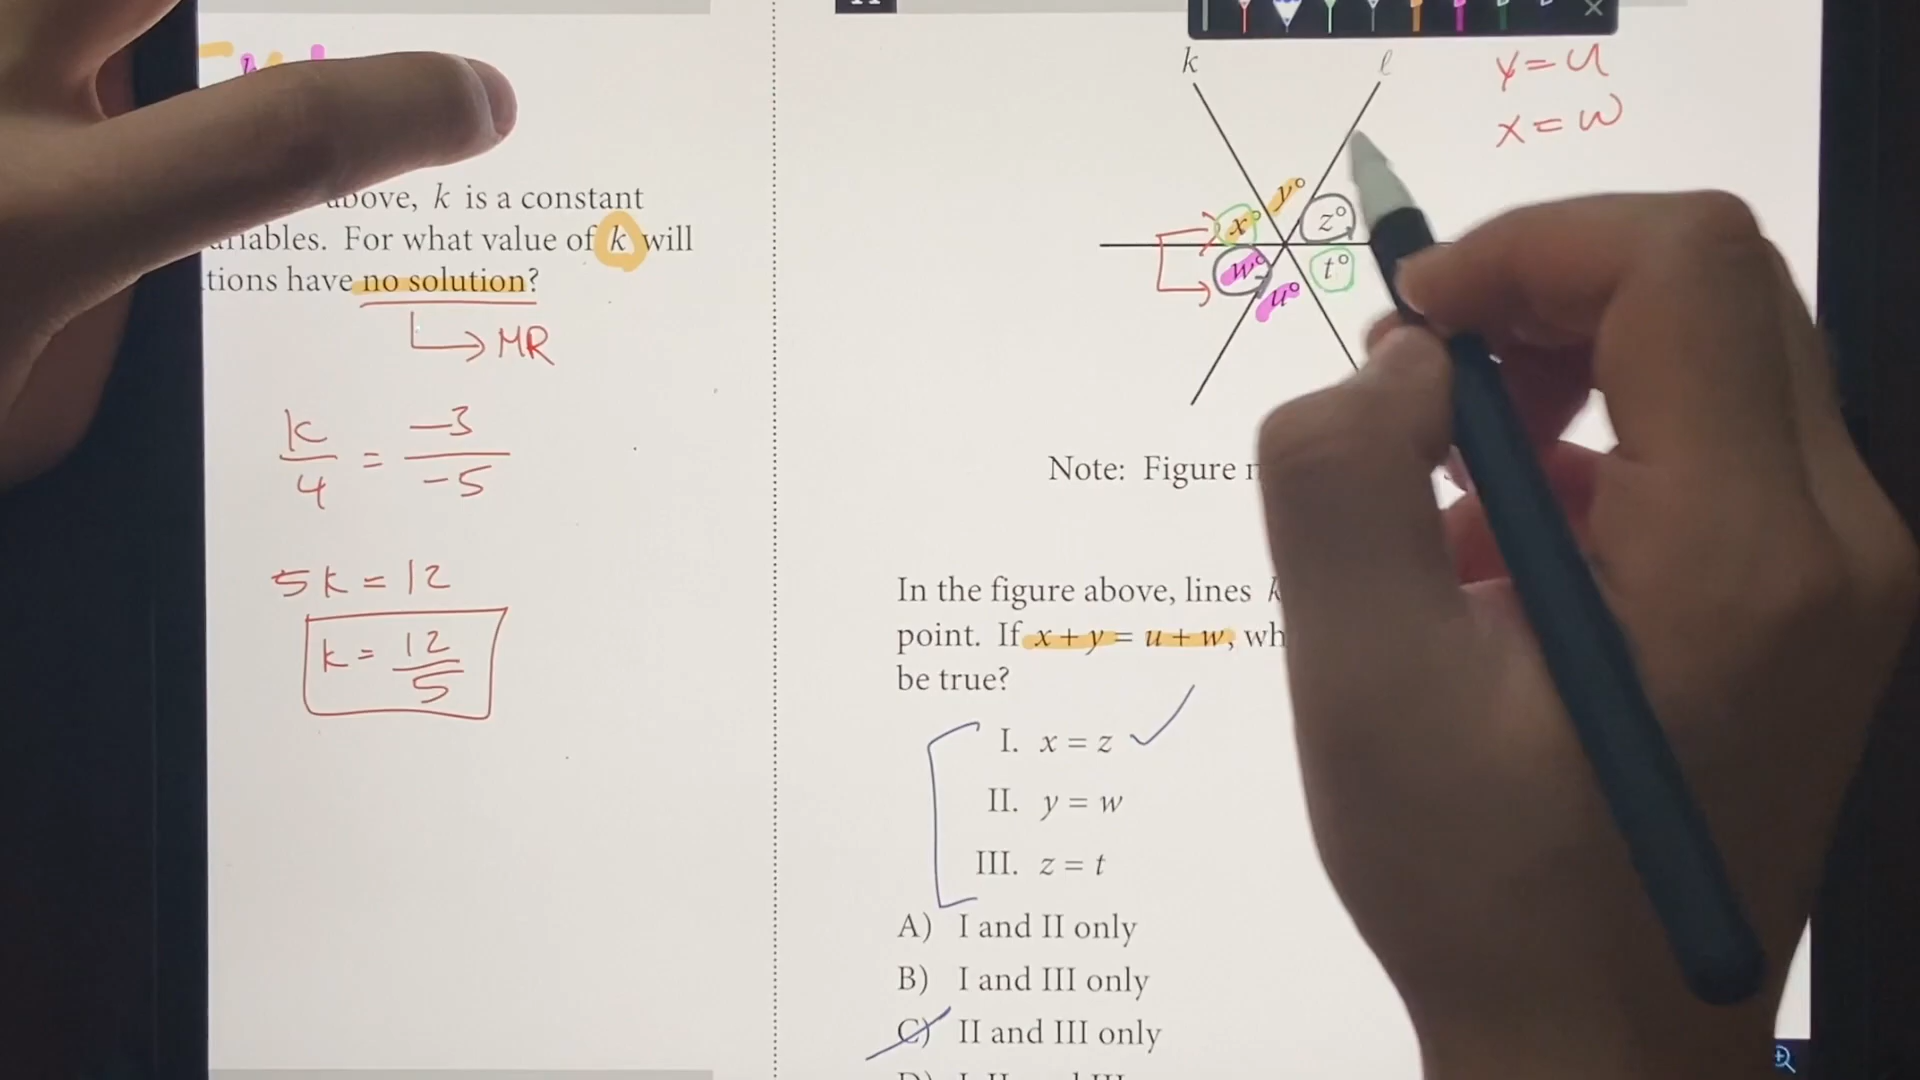 above, k is a constant
ariables. For what value of k will
tions have no solution?
MR
k/4 = -3/-5
5k = 12
k = 12/5
k
ℓ
y = u
x = w
y°
x°
z°
w°
t°
u°
Note: Figure
In the figure above, lines k
point. If x + y = u + w, wh
be true?
I. x = z
II. y = w
III. z = t
A) I and II only
B) I and III only
C) II and III only